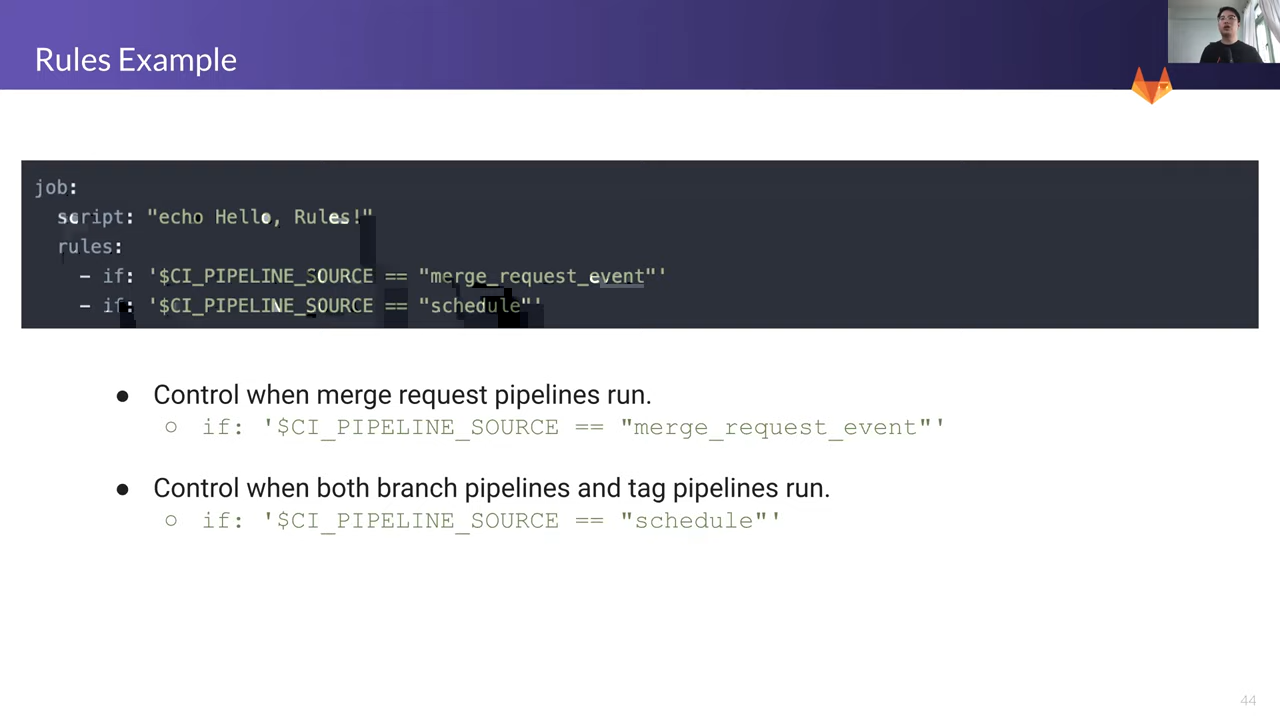 Rules Example
job:
script: "echo Hello, Rules!"
rules:
- if: '$CI_PIPELINE_SOURCE == "merge_request_event"'
- if: '$CI_PIPELINE_SOURCE == "schedule"'
● Control when merge request pipelines run.
○ if: '$CI_PIPELINE_SOURCE == "merge_request_event"'
● Control when both branch pipelines and tag pipelines run.
○ if: '$CI_PIPELINE_SOURCE == "schedule"'
44